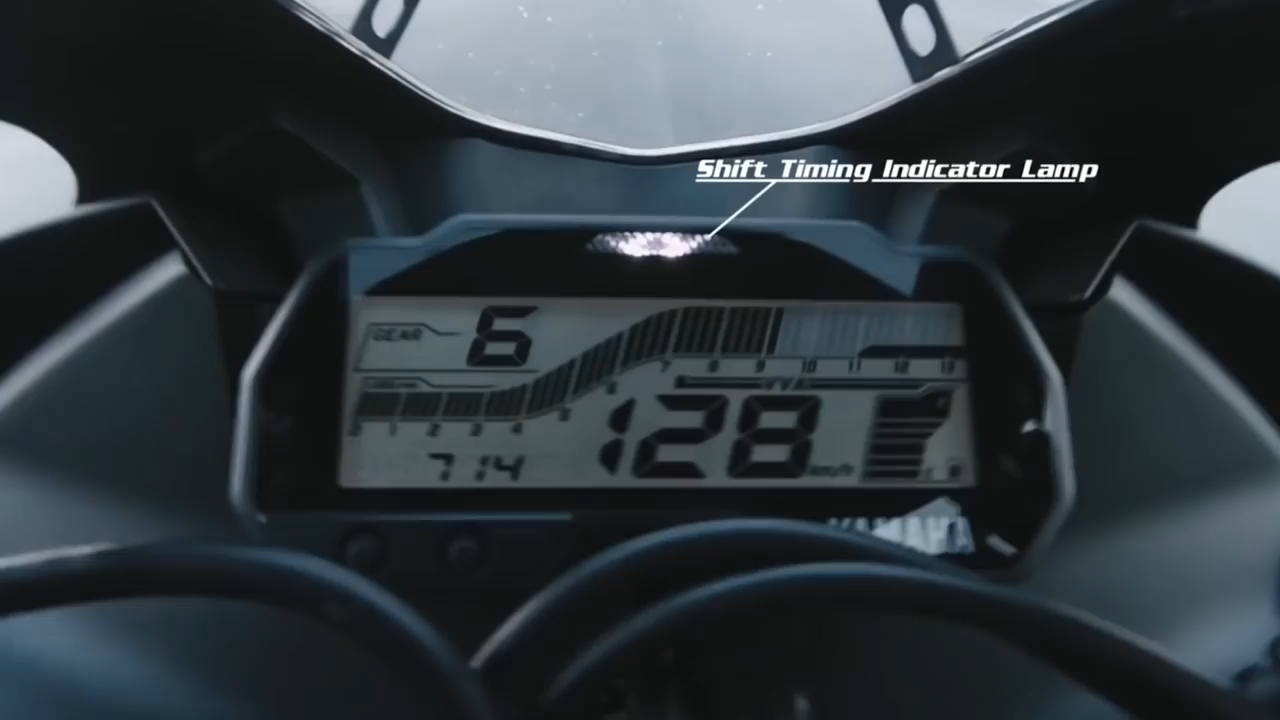 Shift Timing Indicator Lamp
GEAR 6
7 8 9 10 11 12 13
VVA
6
5
1 2 3 4
128 km/h
714
YAMAHA